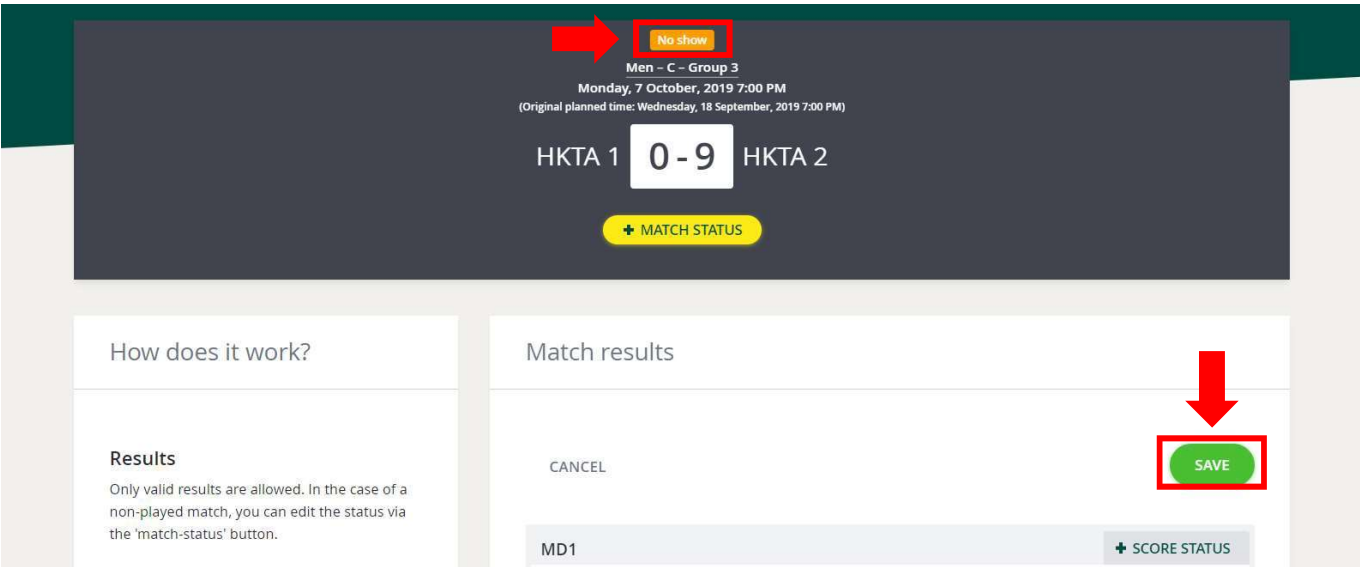 No show
Men – C – Group 3
Monday, 7 October, 2019 7:00 PM
(Original planned time: Wednesday, 18 September, 2019 7:00 PM)
HKTA 1 0 - 9 HKTA 2
+ MATCH STATUS
How does it work?
Match results
Results
Only valid results are allowed. In the case of a
non-played match, you can edit the status via
the 'match-status' button.
CANCEL
SAVE
MD1
+ SCORE STATUS